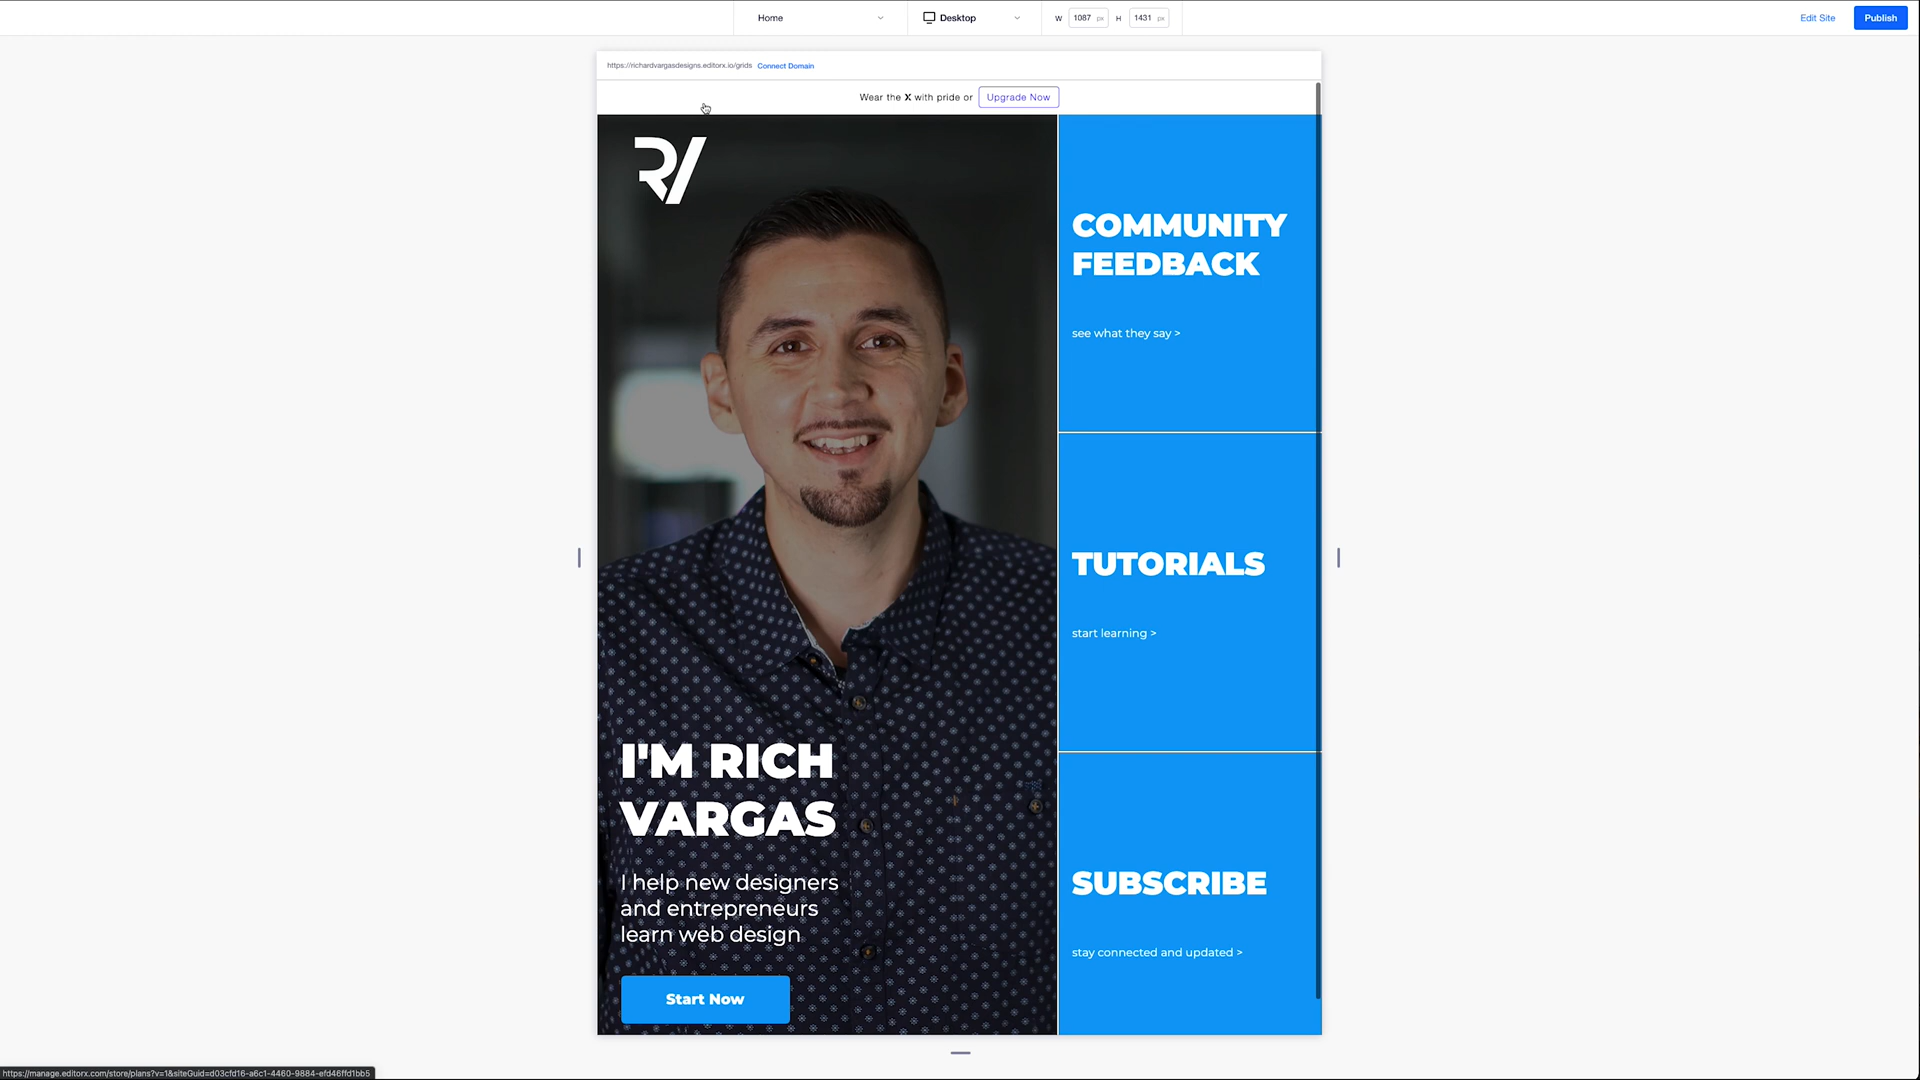 Home
Desktop
W 1087 px H 1431 px
Edit Site
Publish
https://richardvargasdesigns.editorx.io/grids Connect Domain
Wear the X with pride or Upgrade Now
RV
COMMUNITY
FEEDBACK
see what they say >
TUTORIALS
start learning >
I'M RICH
VARGAS
I help new designers
and entrepreneurs
learn web design
Start Now
SUBSCRIBE
stay connected and updated >
https://manage.editorx.com/store/plans?v=1&siteGuid=d03cfd16-a6c1-4460-9884-efd46ffd1bb5